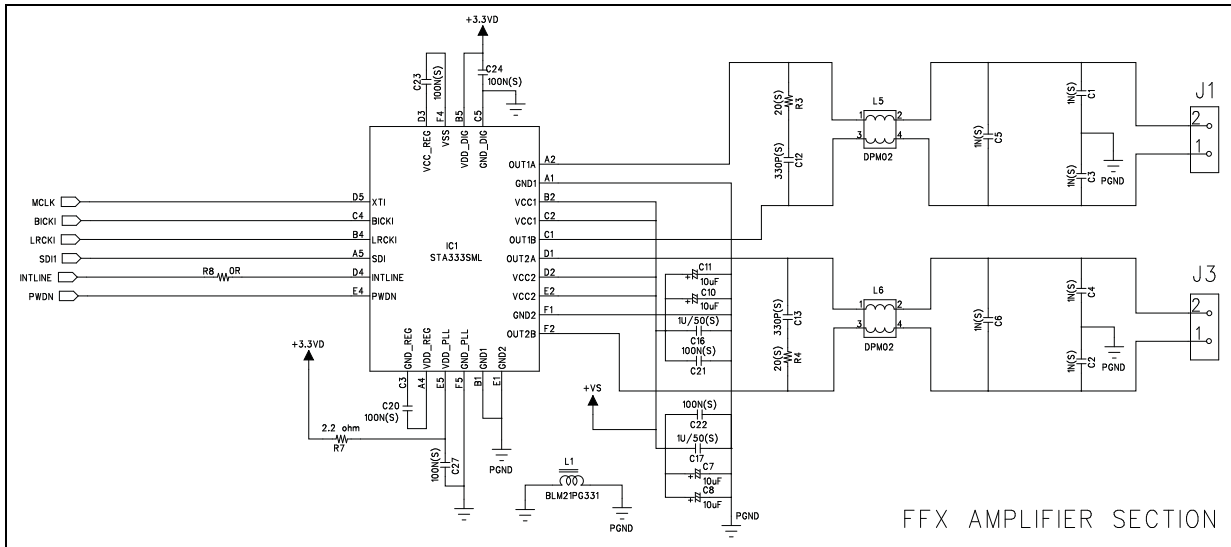 +3.3VD
C23
100N(S)
C24
100N(S)
D3
F4
B5
C5
VCC_REG
VSS
VDD_DIG
GND_DIG
MCLK
D5
XTI
BICKI
C4
BICKI
LRCKI
B4
LRCKI
SDI1
A5
SDI
INTLINE
R8
0R
D4
INTLINE
PWDN
E4
PWDN
IC1
STA333SML
OUT1A
A2
GND1
A1
VCC1
B2
VCC1
C2
OUT1B
C1
OUT2A
D1
VCC2
D2
VCC2
E2
GND2
F1
OUT2B
F2
GND_REG
VDD_REG
VDD_PLL
GND_PLL
GND1
GND2
C3
A4
E5
F5
B1
E1
C20
100N(S)
+3.3VD
2.2 ohm
R7
100N(S)
C27
PGND
L1
BLM21PG331
PGND
+VS
C11
10uF
+
C10
10uF
+
1U/50(S)
C16
100N(S)
C21
100N(S)
C22
1U/50(S)
C17
C7
+
10uF
C8
+
10uF
PGND
20(S)
R3
330P(S)
C12
L5
1
2
3
4
DPM02
1N(S)
C5
1N(S)
C1
1N(S)
C3
PGND
J1
2
1
330P(S)
C13
20(S)
R4
L6
1
2
3
4
DPM02
1N(S)
C6
1N(S)
C4
1N(S)
C2
PGND
J3
2
1
FFX AMPLIFIER SECTION